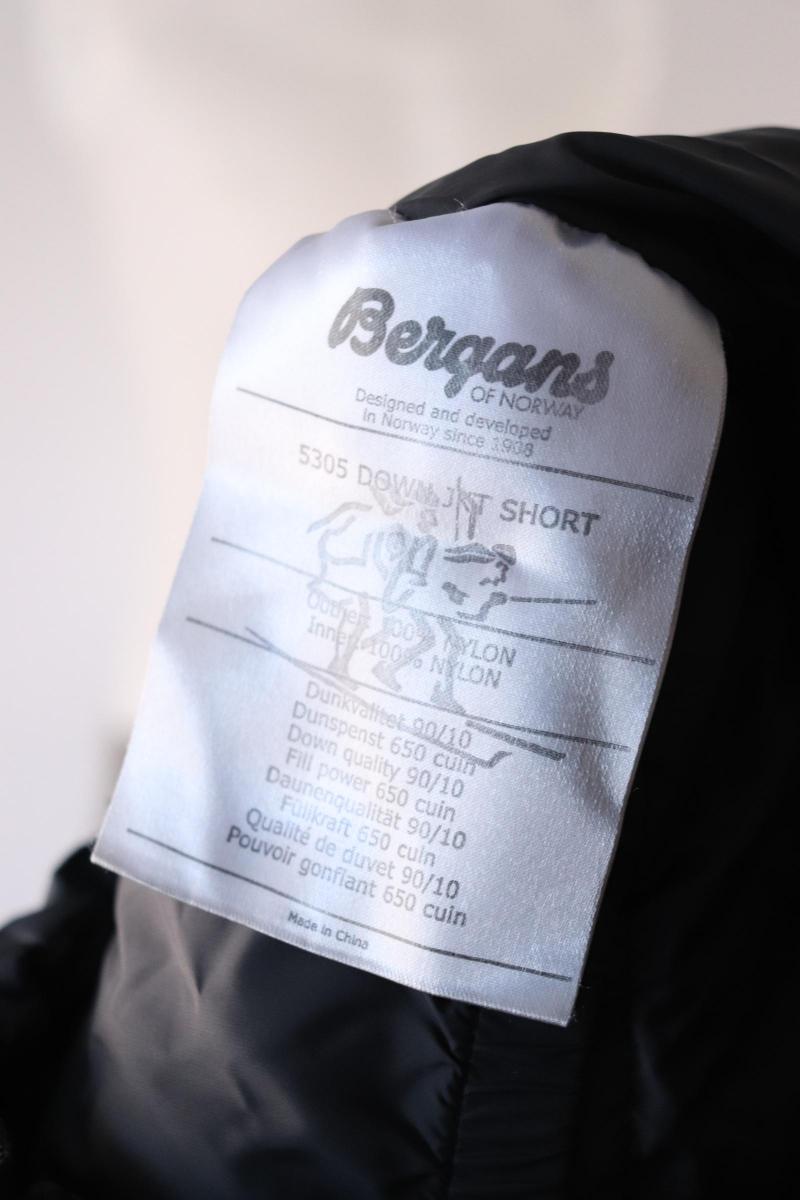 Bergans
OF NORWAY
Designed and developed
in Norway since 1908
5305 DOWN JKT SHORT
Outher 100% NYLON
Inner 100% NYLON
Dunkvalitet 90/10
Dunspenst 650 cuin
Down quality 90/10
Fill power 650 cuin
Daunenqualität 90/10
Füllkraft 650 cuin
Qualité de duvet 90/10
Pouvoir gonflant 650 cuin
Made in China